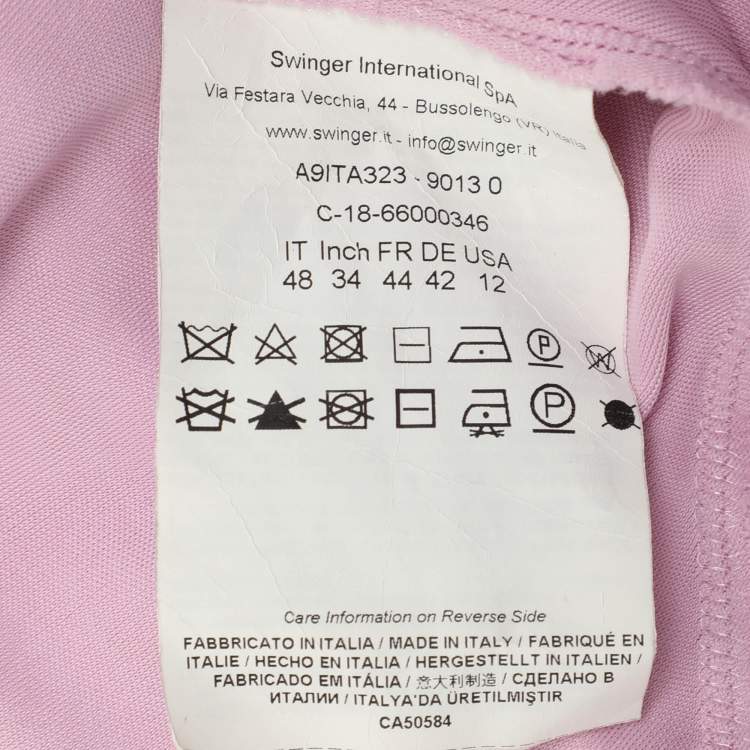 Swinger International SpA
Via Festara Vecchia, 44 - Bussolengo (VR) Italia
www.swinger.it - info@swinger.it
A9ITA323 - 9013 0
C-18-66000346
IT Inch FR DE USA
48 34 44 42 12
P W
P
Care Information on Reverse Side
FABBRICATO IN ITALIA / MADE IN ITALY / FABRIQUÉ EN
ITALIE / HECHO EN ITALIA / HERGESTELLT IN ITALIEN /
FABRICADO EM ITÁLIA / 意大利制造 / СДЕЛАНО В
ИТАЛИИ / ITALYA'DA ÜRETILMIŞTIR
CA50584